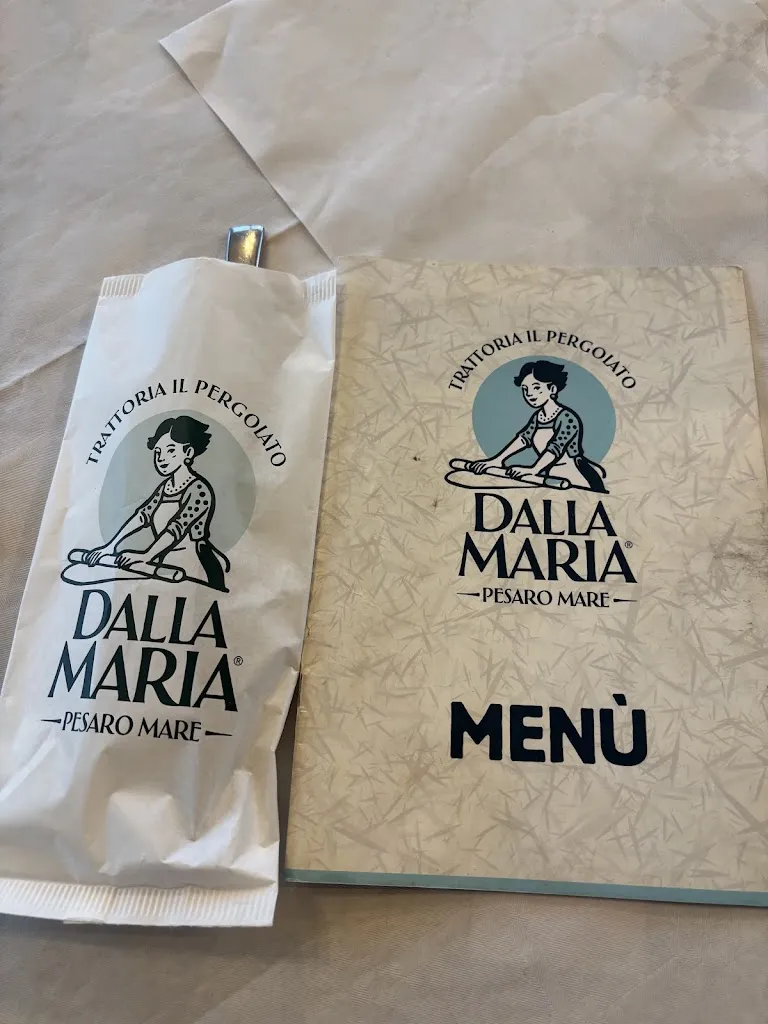 TRATTORIA IL PERGOLATO
DALLA
MARIA®
PESARO MARE
TRATTORIA IL PERGOLATO
DALLA
MARIA®
PESARO MARE
MENÙ